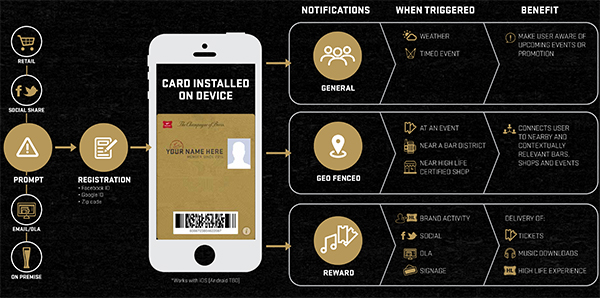 NOTIFICATIONS
WHEN TRIGGERED
BENEFIT
RETAIL
SOCIAL SHARE
PROMPT
EMAIL/OLA
ON PREMISE
REGISTRATION
• Facebook ID
• Google ID
• Zip code
CARD INSTALLED
ON DEVICE
The Champagne of Beers
YOUR NAME HERE
*Works with iOS (Android TBD)
GENERAL
WEATHER
TIMED EVENT
MAKE USER AWARE OF
UPCOMING EVENTS OR
PROMOTION
GEO FENCED
AT AN EVENT
NEAR A BAR DISTRICT
NEAR HIGH LIFE
CERTIFIED SHOP
CONNECTS USER
TO NEARBY AND
CONTEXTUALLY
RELEVANT BARS,
SHOPS AND EVENTS
REWARD
HL BRAND ACTIVITY
SOCIAL
OLA
SIGNAGE
DELIVERY OF:
TICKETS
MUSIC DOWNLOADS
HL HIGH LIFE EXPERIENCE